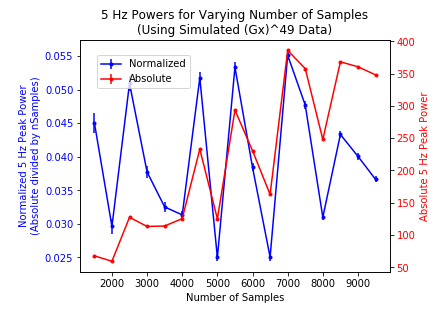 5 Hz Powers for Varying Number of Samples
(Using Simulated (Gx)^49 Data)
Normalized
Absolute
Normalized 5 Hz Peak Power
(Absolute divided by nSamples)
0.055
0.050
0.045
0.040
0.035
0.030
0.025
400
350
300
250
200
150
100
50
Absolute 5 Hz Peak Power
2000 3000 4000 5000 6000 7000 8000 9000
Number of Samples